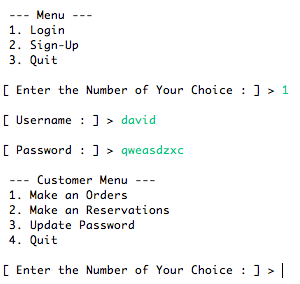 --- Menu ---
1. Login
2. Sign-Up
3. Quit
[ Enter the Number of Your Choice : ] > 1
[ Username : ] > david
[ Password : ] > qweasdzxc
--- Customer Menu ---
1. Make an Orders
2. Make an Reservations
3. Update Password
4. Quit
[ Enter the Number of Your Choice : ] >